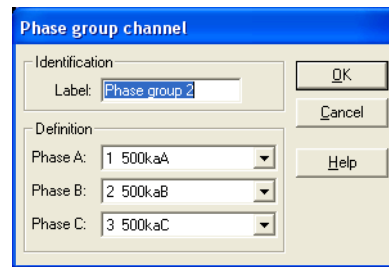 Phase group channel
Identification
Label: Phase group 2
OK
Cancel
Definition
Phase A: 1 500kaA
Phase B: 2 500kaB
Phase C: 3 500kaC
Help